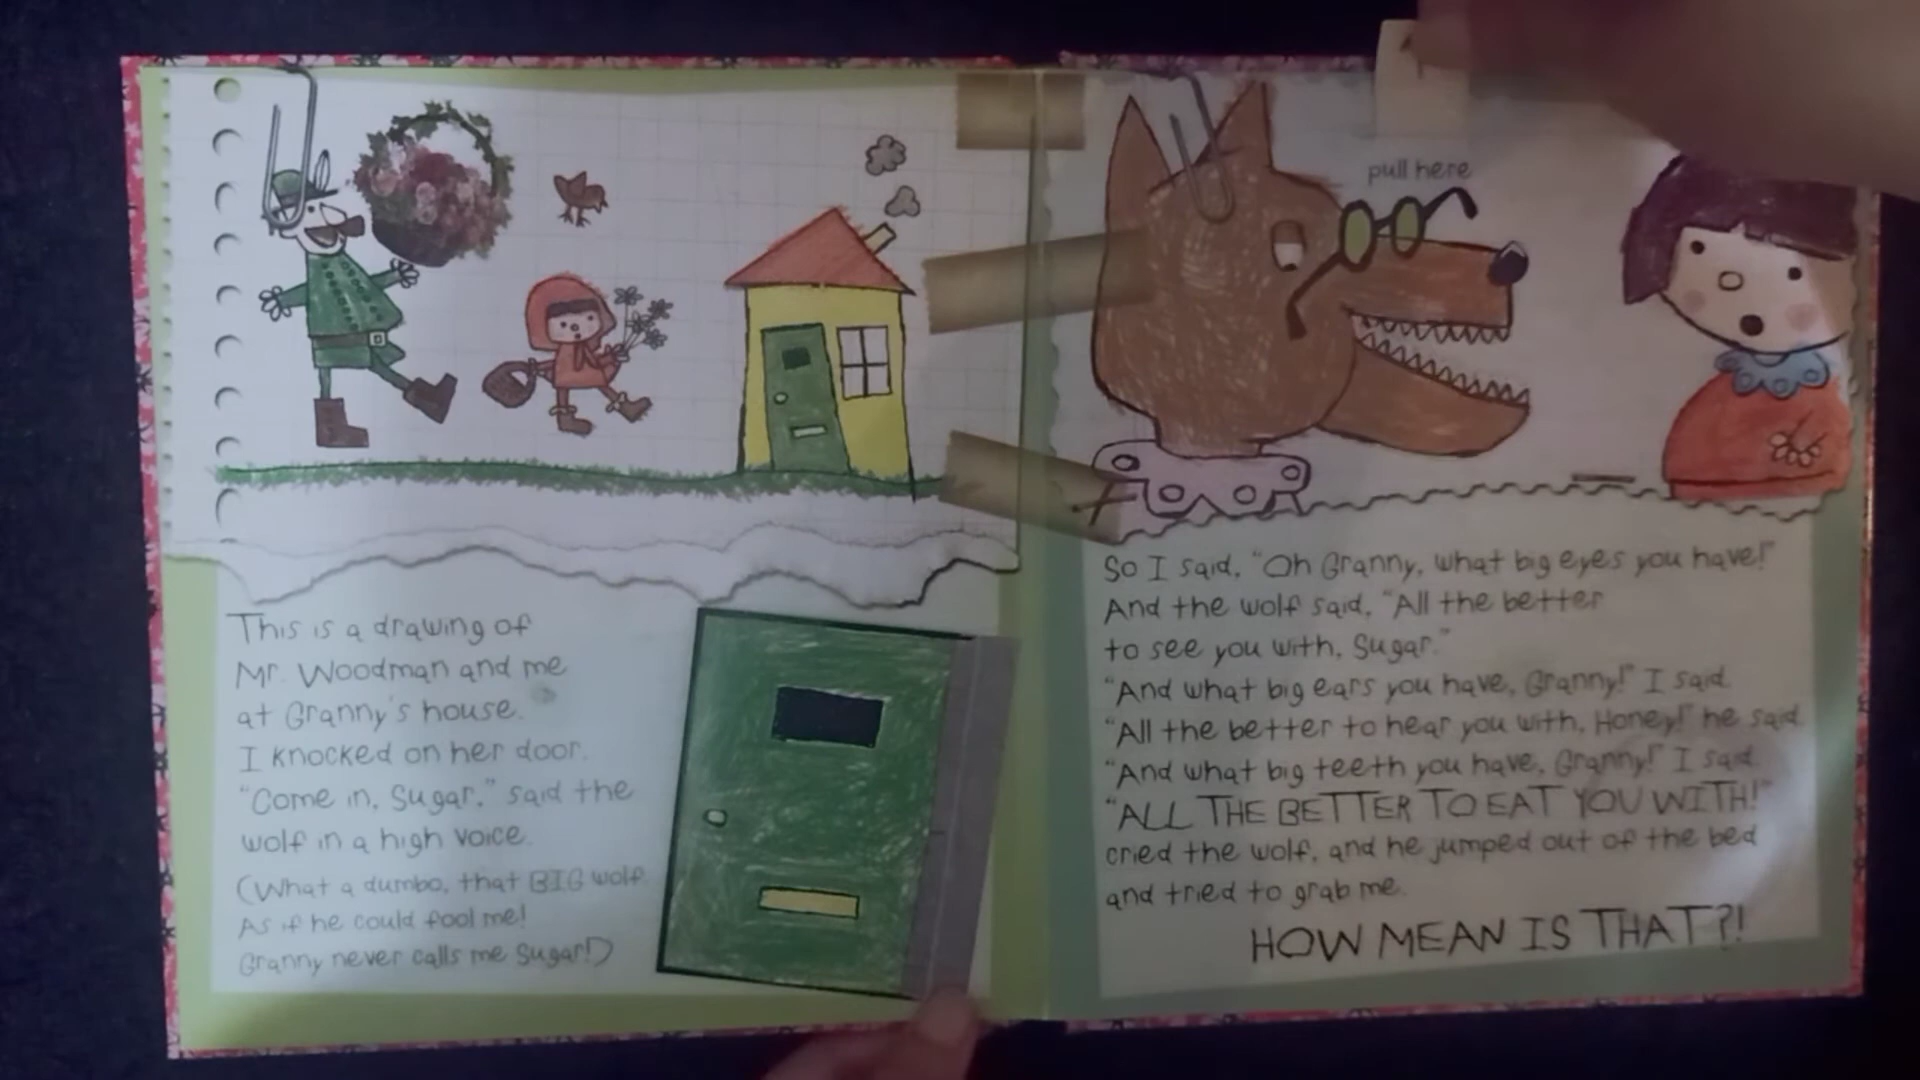 This is a drawing of
Mr. Woodman and me
at Granny's house.
I knocked on her door.
"Come in, Sugar," said the
wolf in a high voice.
(What a dumbo, that BIG wolf.
As if he could fool me!
Granny never calls me Sugar!)
pull here
So I said, "Oh Granny, what big eyes you have!"
And the wolf said, "All the better
to see you with, Sugar."
"And what big ears you have, Granny!" I said.
"All the better to hear you with, Honey!" he said.
"And what big teeth you have, Granny!" I said.
"ALL THE BETTER TO EAT YOU WITH!"
cried the wolf, and he jumped out of the bed
and tried to grab me.
HOW MEAN IS THAT?!